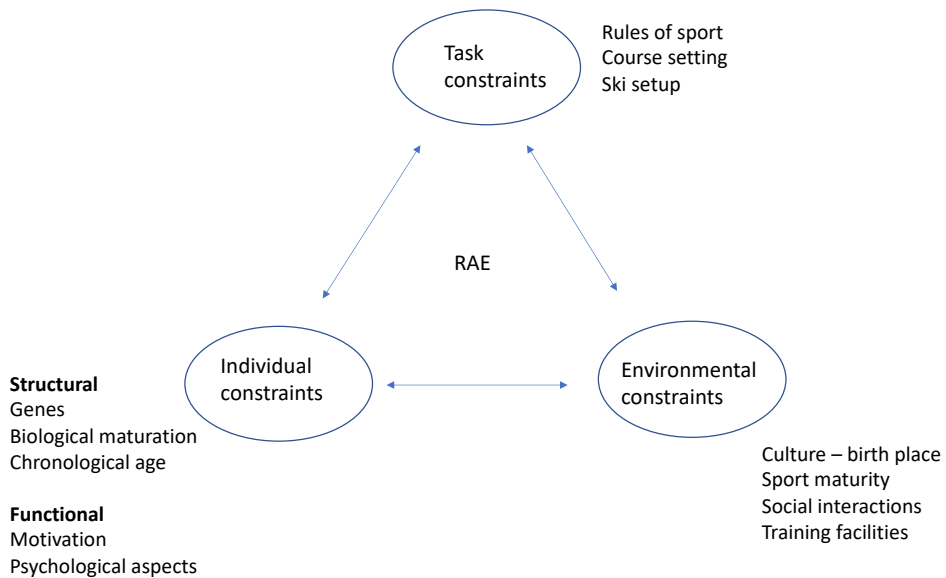 Task
constraints
Rules of sport
Course setting
Ski setup
RAE
Individual
constraints
Structural
Genes
Biological maturation
Chronological age
Functional
Motivation
Psychological aspects
Environmental
constraints
Culture – birth place
Sport maturity
Social interactions
Training facilities